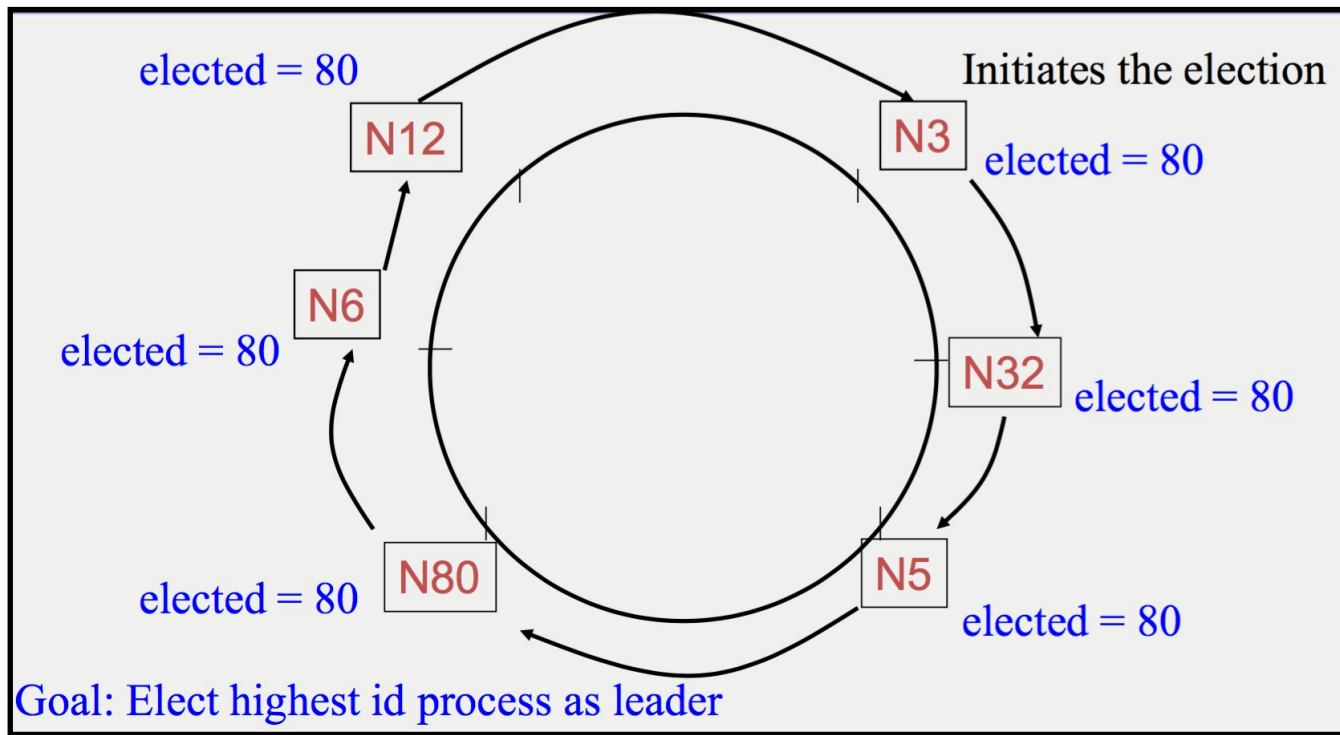 elected = 80
Initiates the election
N12
N3
elected = 80
N6
elected = 80
N32
elected = 80
N80
N5
elected = 80
elected = 80
Goal: Elect highest id process as leader